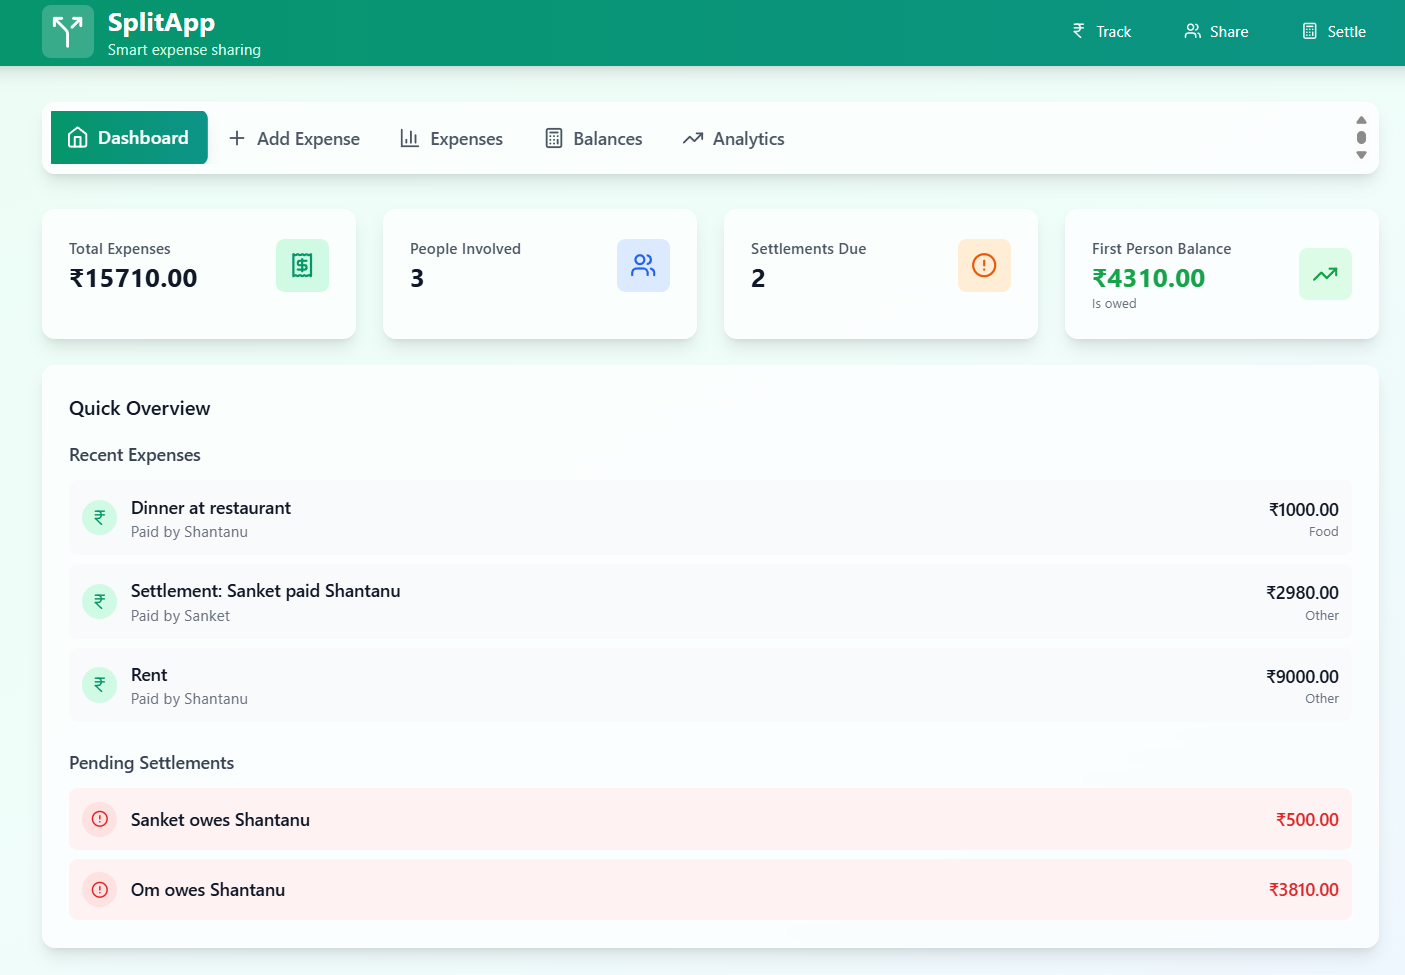 SplitApp
Smart expense sharing
Track
Share
Settle
Dashboard
Add Expense
Expenses
Balances
Analytics
Total Expenses
₹15710.00
People Involved
3
Settlements Due
2
First Person Balance
₹4310.00
Is owed
Quick Overview
Recent Expenses
Dinner at restaurant
Paid by Shantanu
₹1000.00
Food
Settlement: Sanket paid Shantanu
Paid by Sanket
₹2980.00
Other
Rent
Paid by Shantanu
₹9000.00
Other
Pending Settlements
Sanket owes Shantanu
₹500.00
Om owes Shantanu
₹3810.00